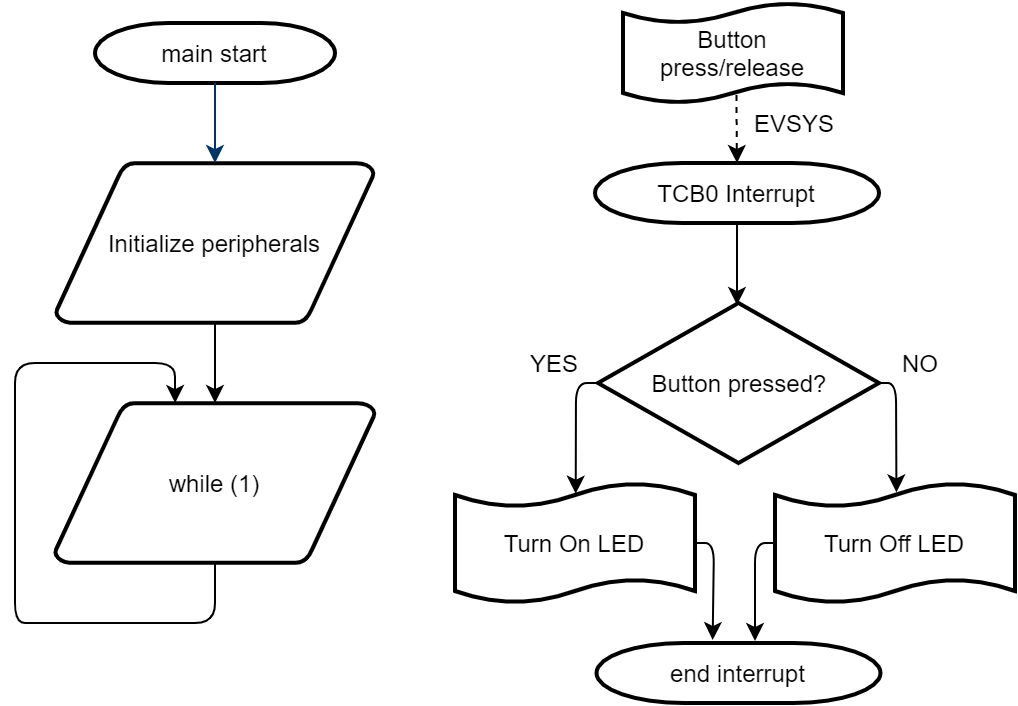 main start
Initialize peripherals
while (1)
Button
press/release
EVSYS
TCB0 Interrupt
Button pressed?
YES
NO
Turn On LED
Turn Off LED
end interrupt